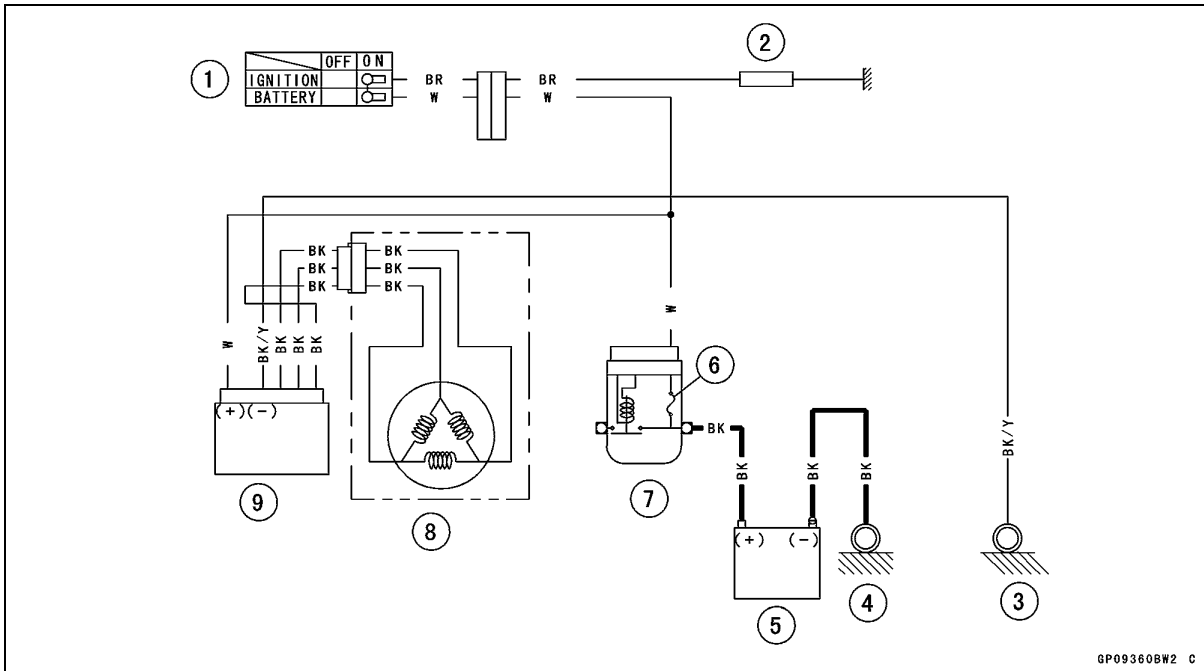 OFF ON
IGNITION
BATTERY
1
BR
W
BR
W
2
BK BK
BK BK
BK BK
W
BK/Y
BK
BK
BK
(+)(-)
9
8
W
6
BK
7
BK
BK
BK
(+) (-)
5
4
BK/Y
3
GP09360BW2 C